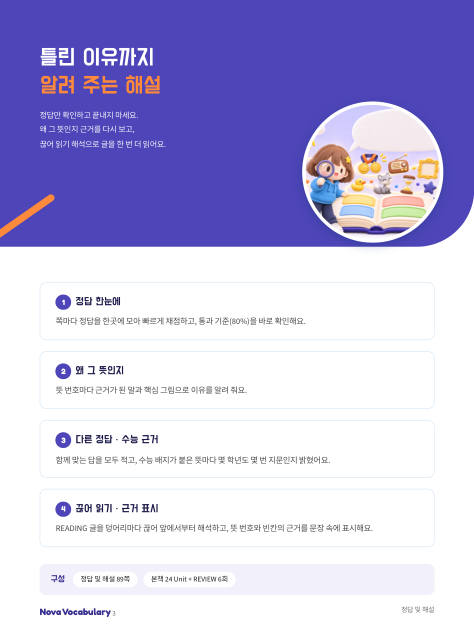 틀린 이유까지
알려 주는 해설
정답만 확인하고 끝내지 마세요.
왜 그 뜻인지 근거를 다시 보고,
끊어 읽기 해석으로 글을 한 번 더 읽어요.
1 정답 한눈에
쪽마다 정답을 한곳에 모아 빠르게 채점하고, 통과 기준(80%)을 바로 확인해요.
2 왜 그 뜻인지
뜻 번호마다 근거가 된 말과 핵심 그림으로 이유를 알려 줘요.
3 다른 정답 · 수능 근거
함께 맞는 답을 모두 적고, 수능 배지가 붙은 뜻마다 몇 학년도 몇 번 지문인지 밝혔어요.
4 끊어 읽기 · 근거 표시
READING 글을 덩어리마다 끊어 앞에서부터 해석하고, 뜻 번호와 빈칸의 근거를 문장 속에 표시해요.
구성 정답 및 해설 89쪽 본책 24 Unit + REVIEW 6회
Nova Vocabulary 3
정답 및 해설